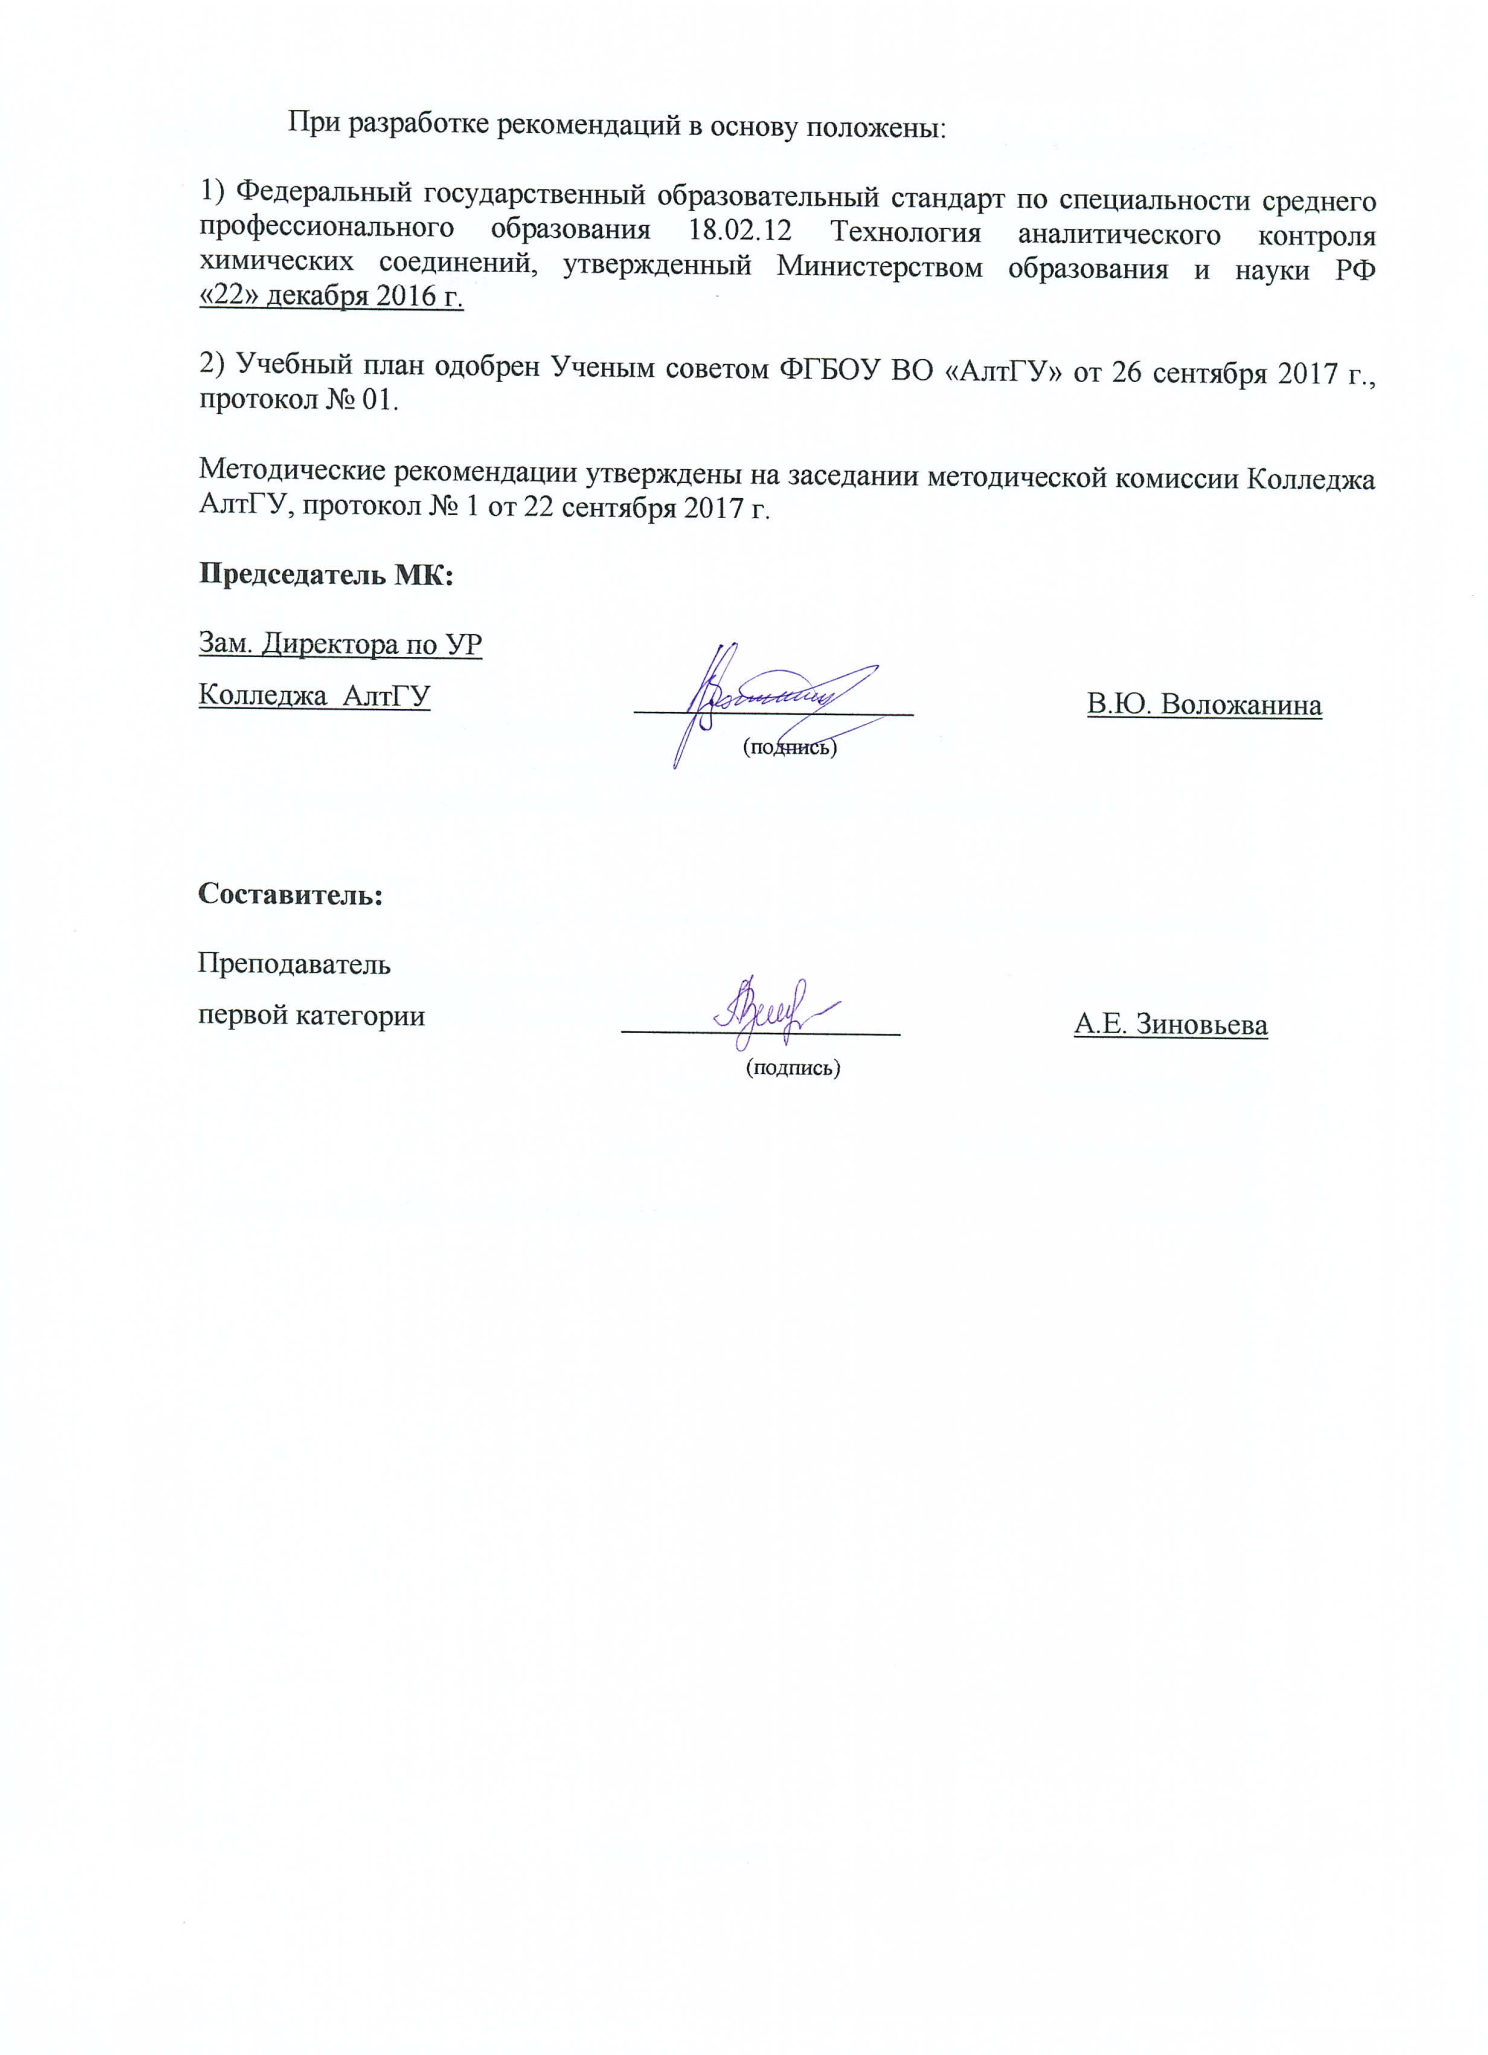 При разработке рекомендаций в основу положены:
1) Федеральный государственный образовательный стандарт по специальности среднего
профессионального образования 18.02.12 Технология аналитического контроля
химических соединений, утвержденный Министерством образования и науки РФ
«22» декабря 2016 г.
2) Учебный план одобрен Ученым советом ФГБОУ ВО «АлтГУ» от 26 сентября 2017 г.,
протокол № 01.
Методические рекомендации утверждены на заседании методической комиссии Колледжа
АлтГУ, протокол № 1 от 22 сентября 2017 г.
Председатель МК:
Зам. Директора по УР
Колледжа АлтГУ В.Ю. Воложанина
(подпись)
Составитель:
Преподаватель
первой категории А.Е. Зиновьева
(подпись)